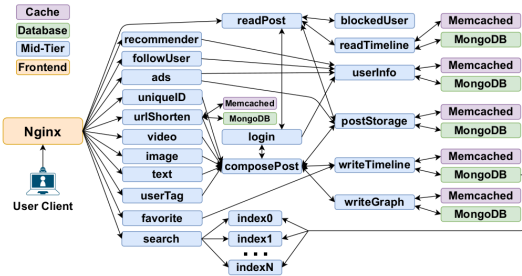 Cache
Database
Mid-Tier
Frontend
Nginx
User Client
readPost
recommender
followUser
ads
uniqueID
urlShorten
video
image
text
userTag
favorite
search
Memcached
MongoDB
login
composePost
index0
index1
...
indexN
blockedUser
readTimeline
userInfo
postStorage
writeTimeline
writeGraph
Memcached
MongoDB
Memcached
MongoDB
Memcached
MongoDB
Memcached
MongoDB
Memcached
MongoDB